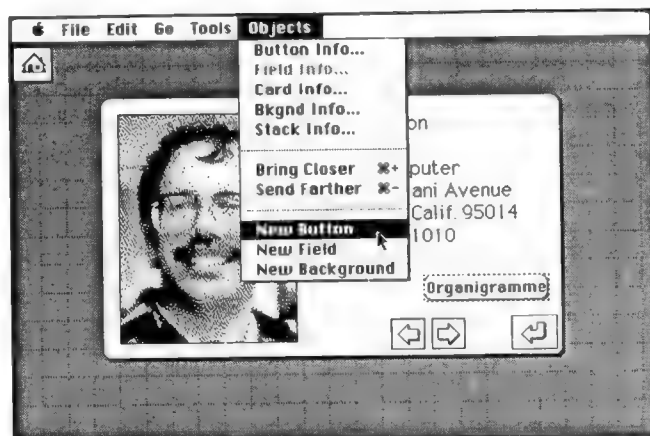 File Edit Go Tools Objects
Button Info...
Field Info...
Card Info...
Bkgnd Info...
Stack Info...
Bring Closer ⌘+
Send Farther ⌘-
New Button
New Field
New Background
on
puter
ani Avenue
Calif. 95014
1010
Organigramme